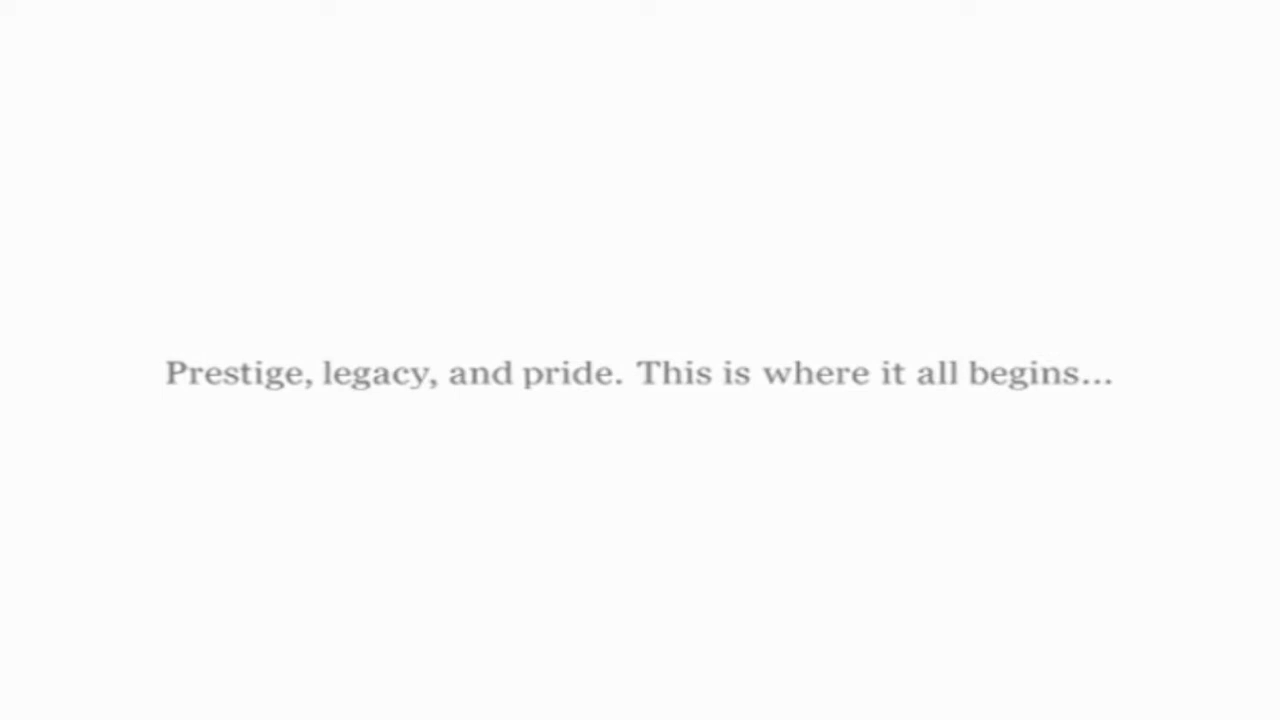 Prestige, legacy, and pride. This is where it all begins...